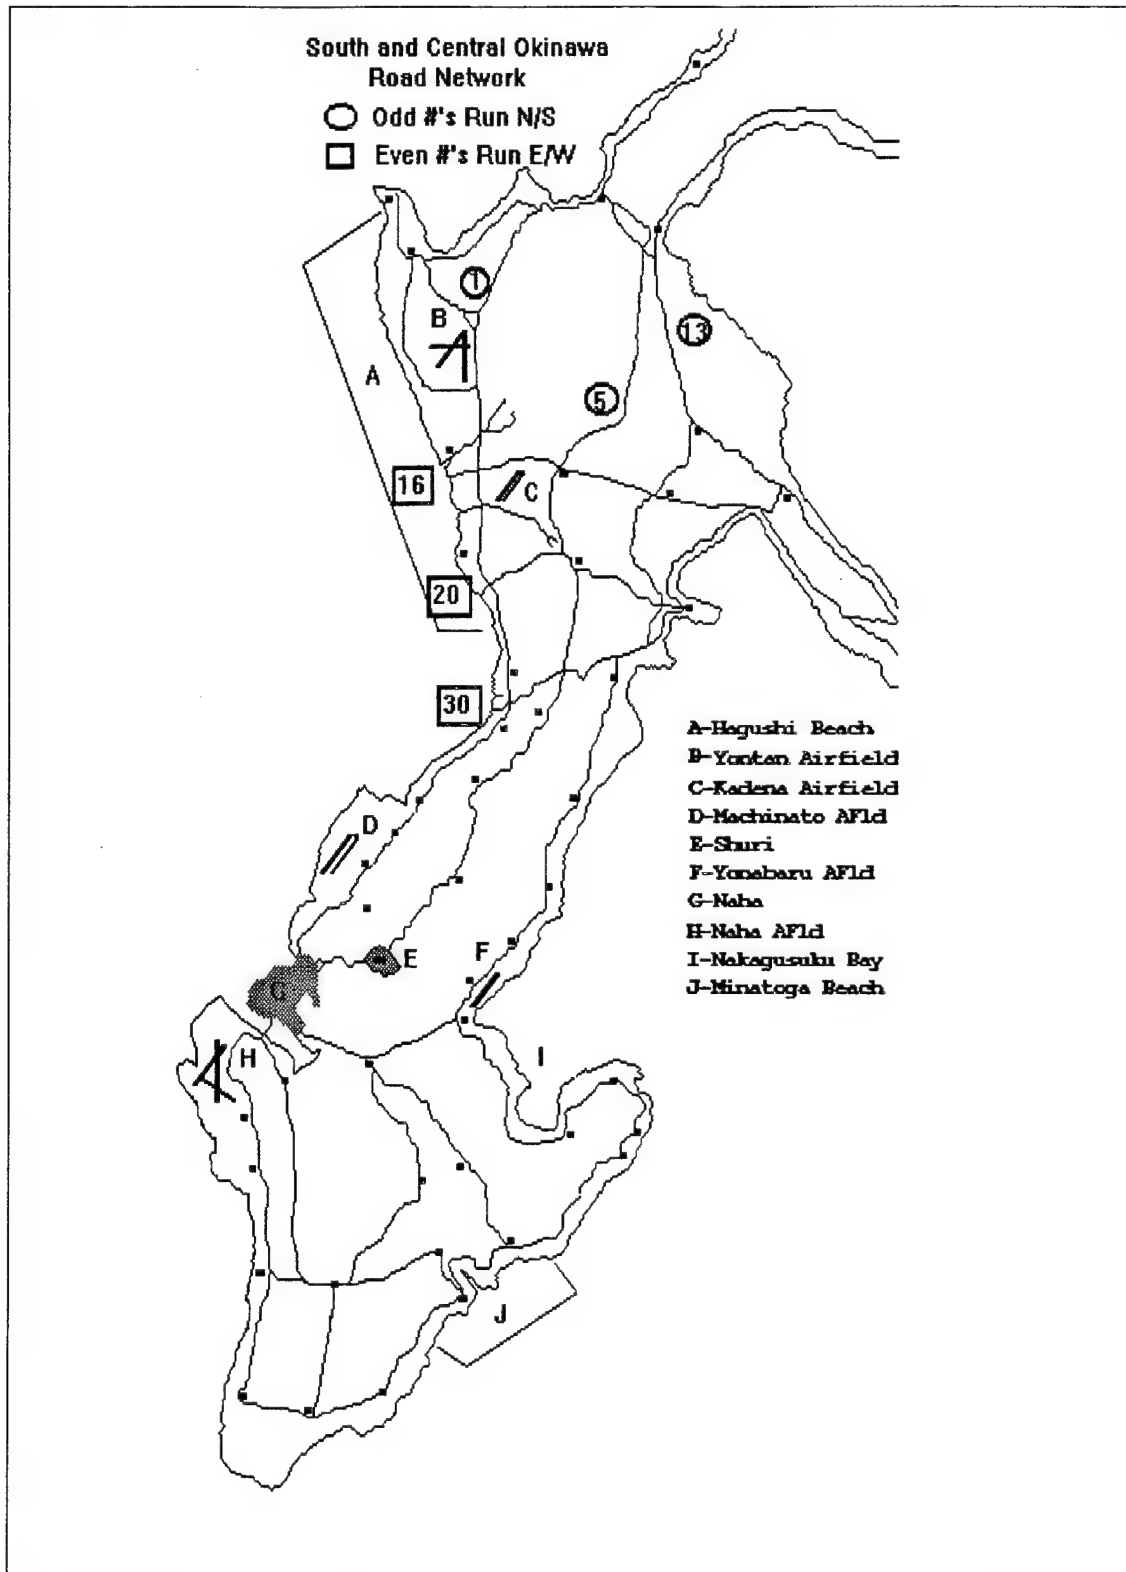 South and Central Okinawa
Road Network
Odd #'s Run N/S
Even #'s Run E/W
1
B
13
A
5
16
C
20
30
A-Hagushi Beach
B-Yontan Airfield
C-Kadena Airfield
D-Machinato AFld
E-Shuri
F-Yonabaru AFld
G-Naha
H-Naha AFld
I-Nakagusuku Bay
J-Minatoga Beach
D
F
E
G
H
I
J